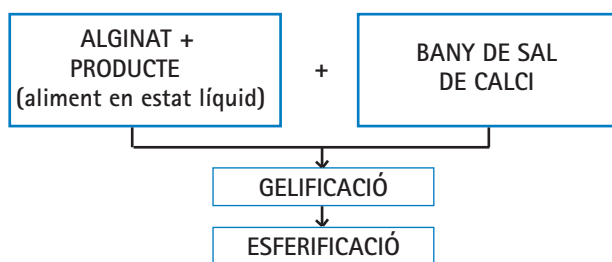 ALGINAT +
PRODUCTE
(aliment en estat líquid)
+
BANY DE SAL
DE CALCI
GELIFICACIÓ
ESFERIFICACIÓ